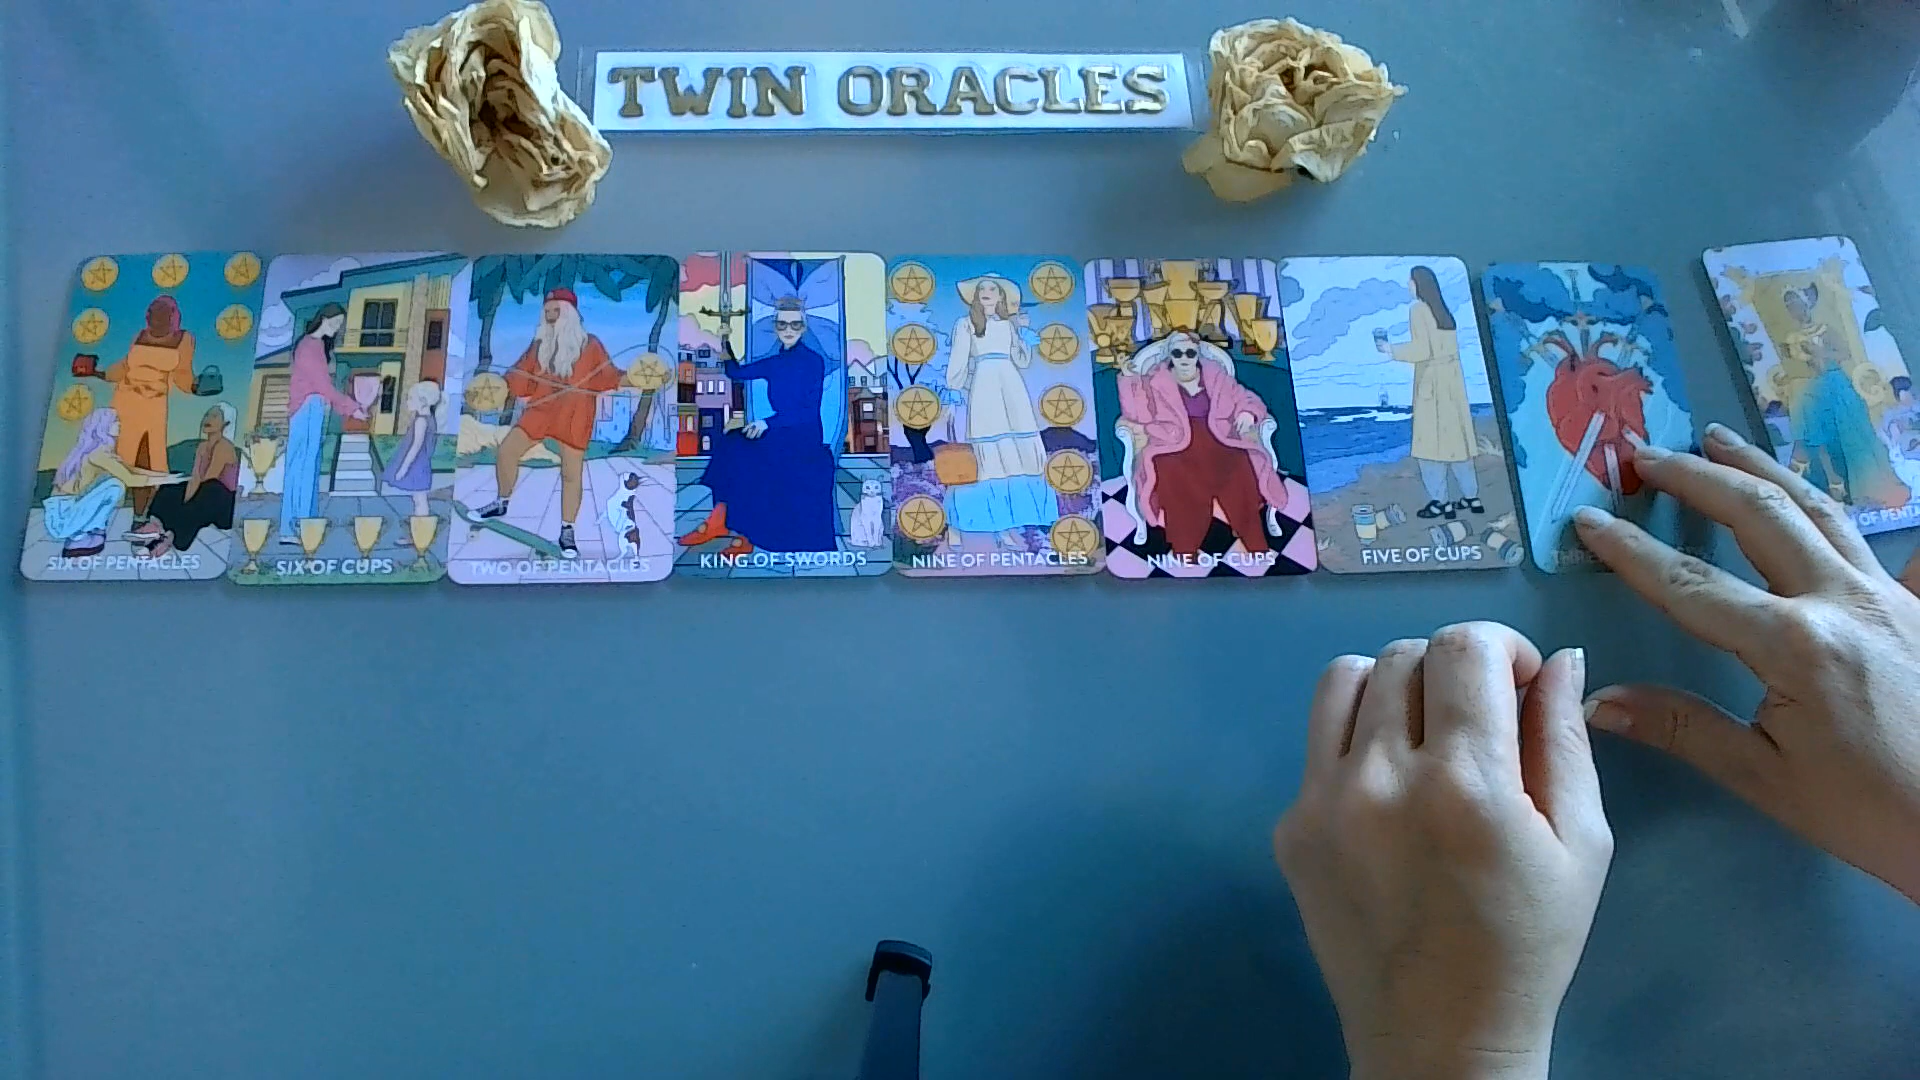 TWIN ORACLES
SIX OF PENTACLES
SIX OF CUPS
TWO OF PENTACLES
KING OF SWORDS
NINE OF PENTACLES
NINE OF CUPS
FIVE OF CUPS
OF